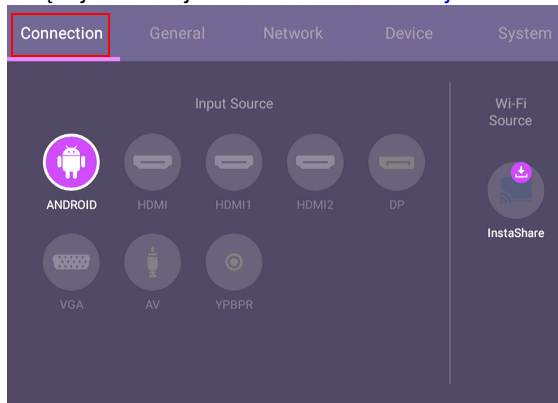 Connection General Network Device System
Input Source
Wi-Fi
Source
ANDROID HDMI HDMI1 HDMI2 DP
InstaShare
VGA AV YPBPR